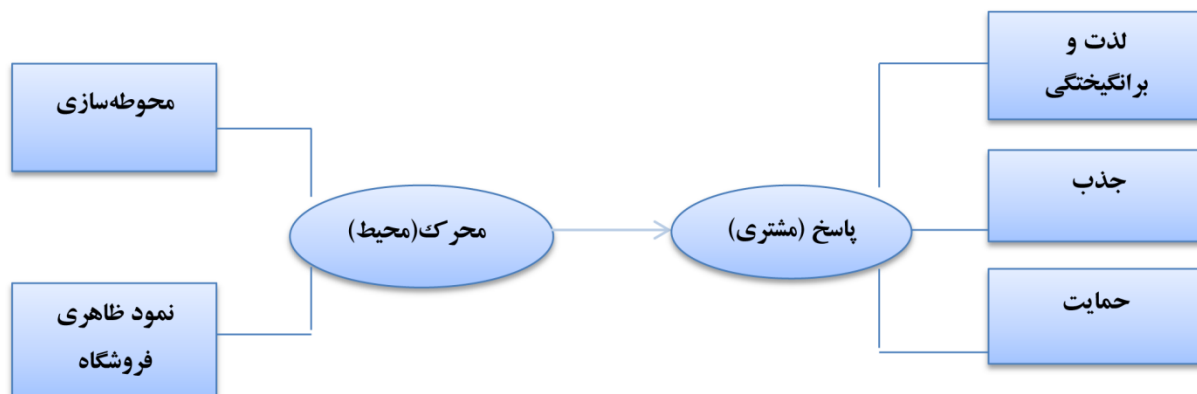 لذت و
برانگیختگی
محوطه‌سازی
جذب
محرک(محیط)
پاسخ (مشتری)
حمایت
نمود ظاهری
فروشگاه